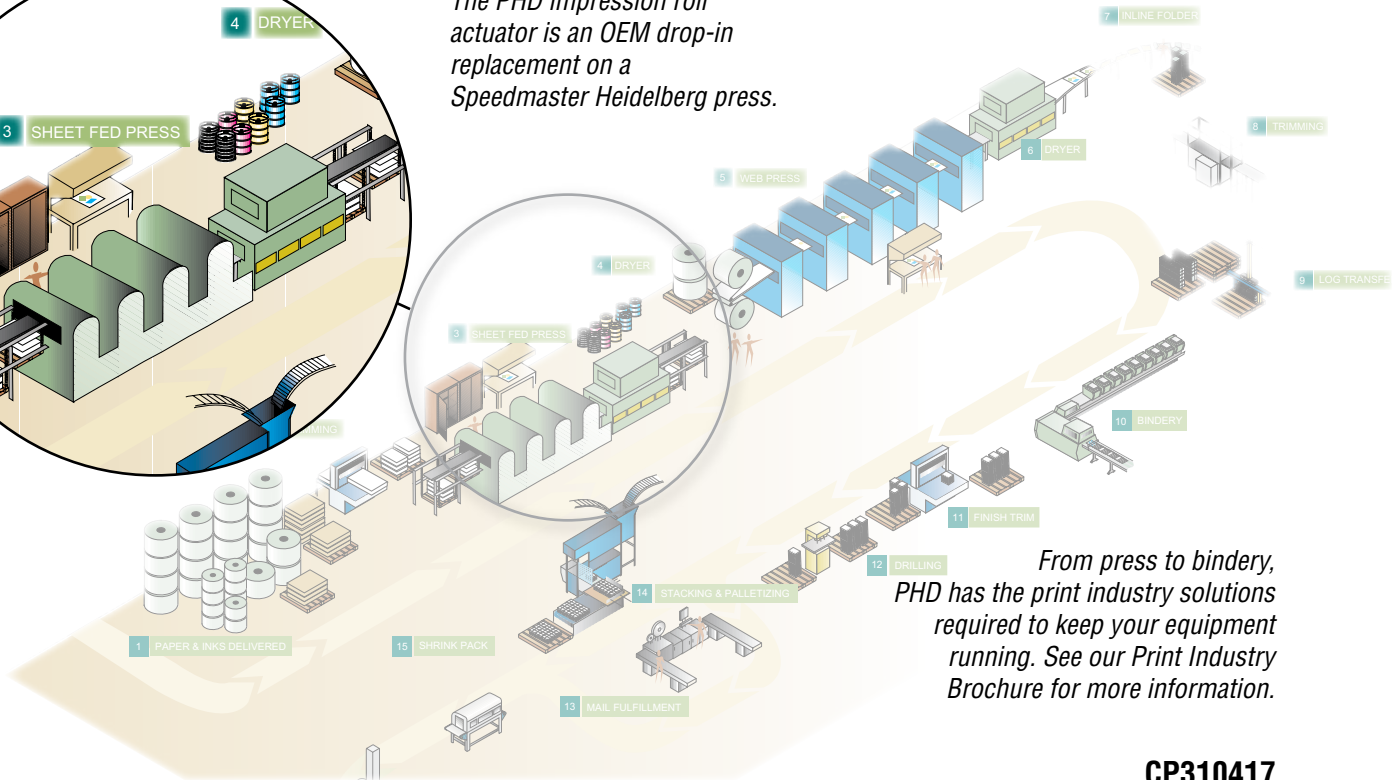 4 DRYER
The PHD impression roll
actuator is an OEM drop-in
replacement on a
Speedmaster Heidelberg press.
3 SHEET FED PRESS
7 INLINE FOLDER
8 TRIMMING
6 DRYER
5 WEB PRESS
4 DRYER
9 LOG TRANSFE
3 SHEET FED PRESS
10 BINDERY
MING
11 FINISH TRIM
12 DRILLING
14 STACKING & PALLETIZING
1 PAPER & INKS DELIVERED
15 SHRINK PACK
13 MAIL FULFILLMENT
From press to bindery,
PHD has the print industry solutions
required to keep your equipment
running. See our Print Industry
Brochure for more information.
CP310417